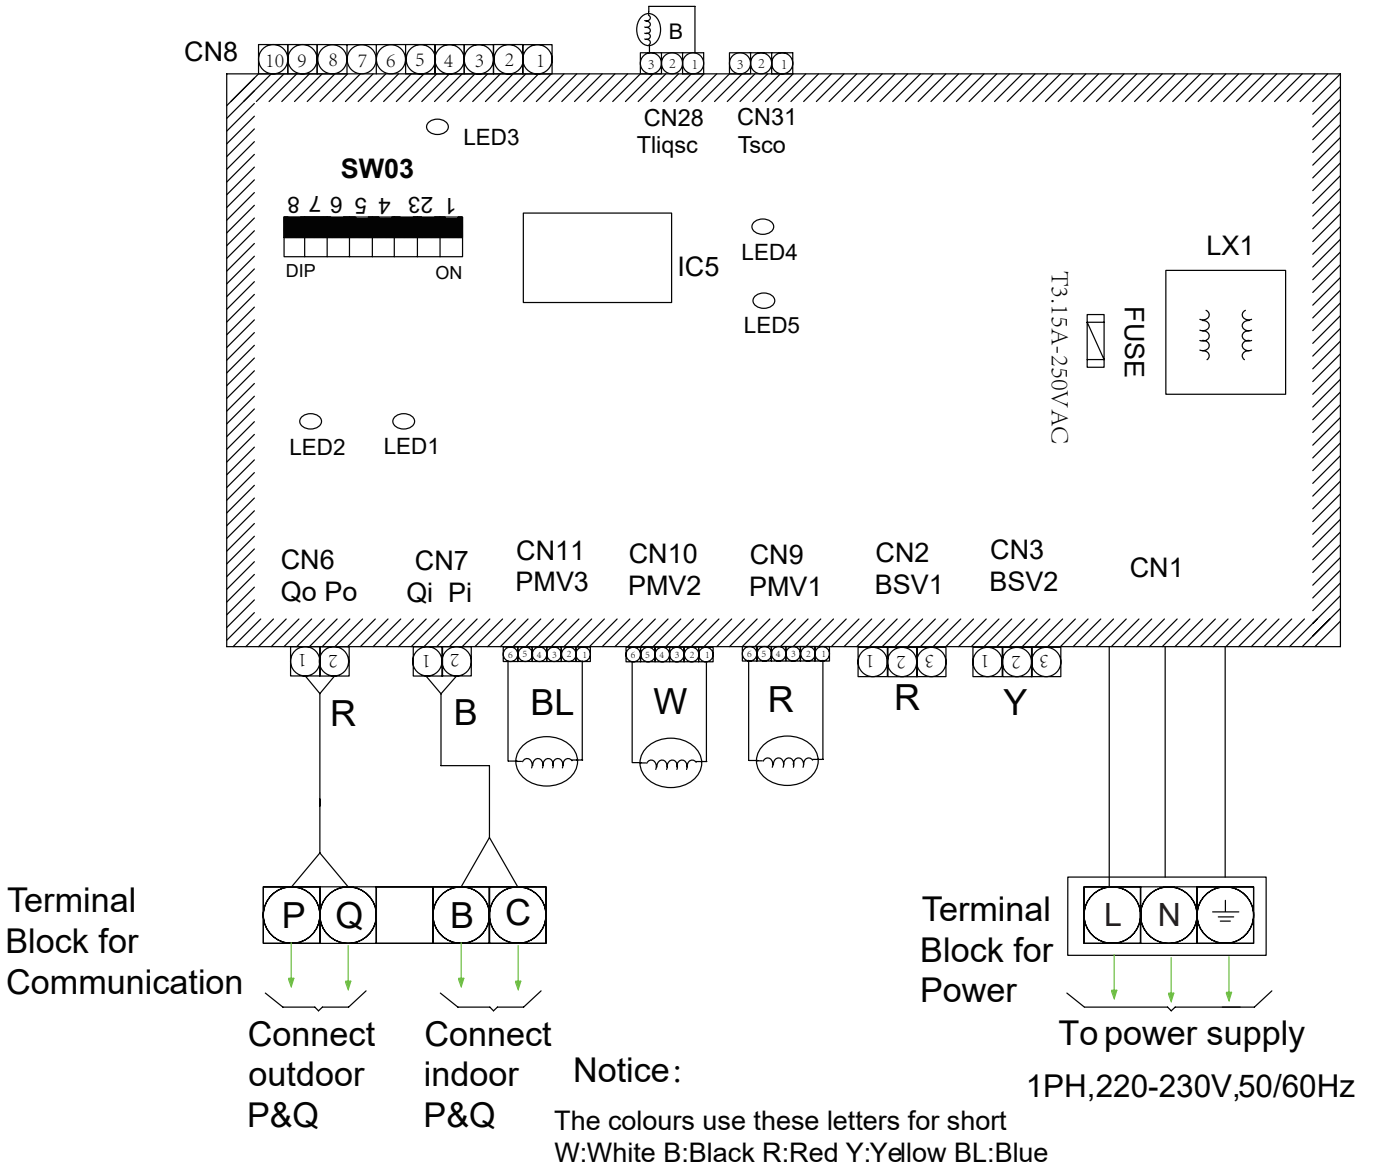 B
CN8
10 9 8 7 6 5 4 3 2 1
3 2 1
3 2 1
CN28
Tliqsc
CN31
Tsco
LED3
SW03
8 7 6 5 4 3 2 1
DIP ON
IC5
LED4
LED5
LX1
FUSE
T3.15A-250VAC
LED2
LED1
CN6
Qo Po
CN7
Qi Pi
CN11
PMV3
CN10
PMV2
CN9
PMV1
CN2
BSV1
CN3
BSV2
CN1
1 2
1 2
6 5 4 3 2 1
6 5 4 3 2 1
6 5 4 3 2 1
1 2 3
1 2 3
R
B
BL
W
R
R
Y
Terminal
Block for
Communication
P Q B C
Terminal
Block for
Power
L N
Connect
outdoor
P&Q
Connect
indoor
P&Q
To power supply
1PH,220-230V,50/60Hz
Notice:
The colours use these letters for short
W:White B:Black R:Red Y:Yellow BL:Blue